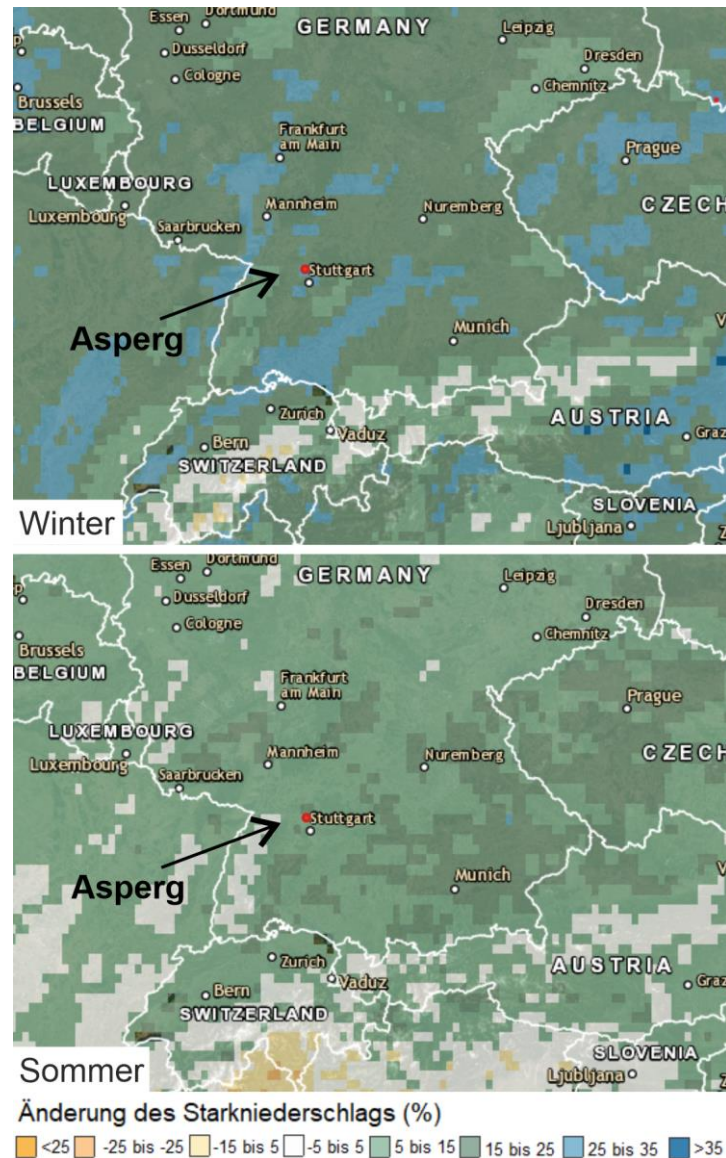 Essen Dortmund
GERMANY
Leipzig
Dusseldorf
Dresden
Cologne
Chemnitz
Brussels
BELGIUM
Frankfurt
am Main
Prague
LUXEMBOURG
Luxembourg
Mannheim
Nuremberg
CZECH
Saarbrucken
Stuttgart
Asperg
Munich
V
Zurich
AUSTRIA
Bern
Vaduz
Graz
SWITZERLAND
SLOVENIA
Winter
Ljubljana
Essen Dortmund
GERMANY
Leipzig
Dusseldorf
Dresden
Cologne
Chemnitz
Brussels
BELGIUM
Frankfurt
am Main
Prague
LUXEMBOURG
Luxembourg
Mannheim
Nuremberg
CZECH
Saarbrucken
Stuttgart
Asperg
Munich
V
Zurich
AUSTRIA
Bern
Vaduz
Graz
SWITZERLAND
SLOVENIA
Sommer
Ljubljana
Änderung des Starkniederschlags (%)
<25 -25 bis -25 -15 bis 5 -5 bis 5 5 bis 15 15 bis 25 25 bis 35 >35